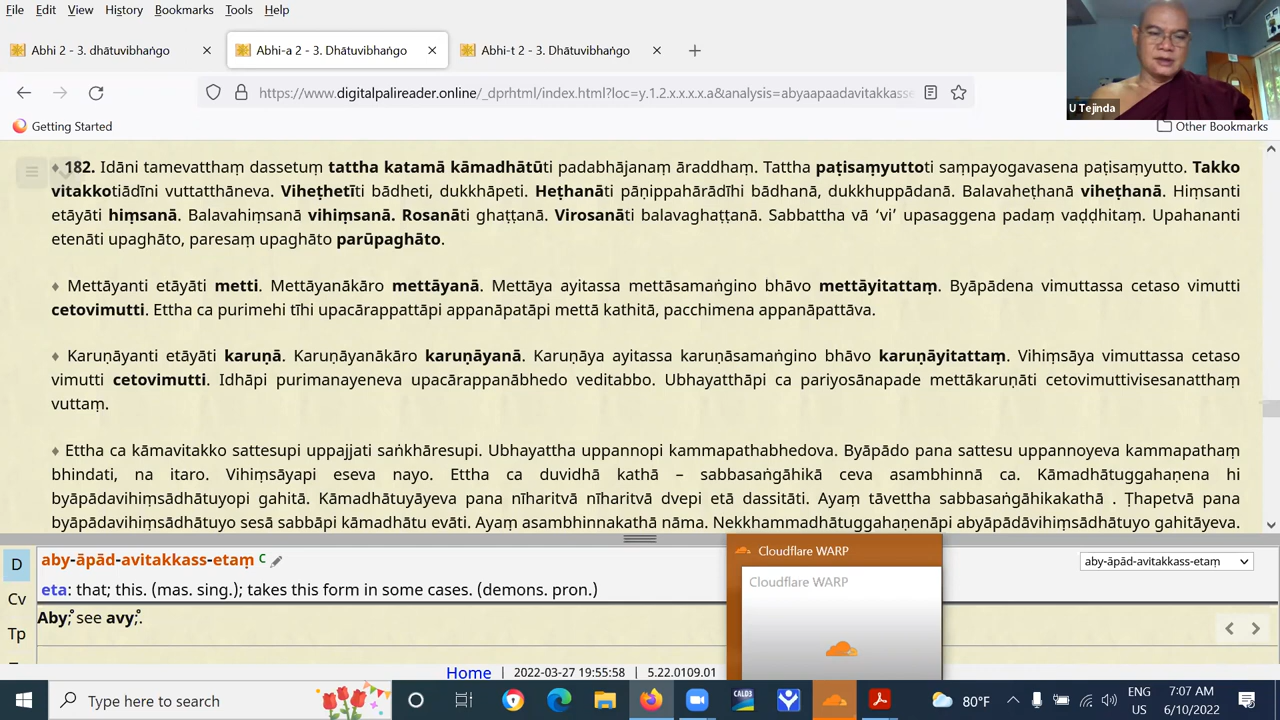 File Edit View History Bookmarks Tools Help
Abhi 2 - 3. dhātuvibhaṅgo
Abhi-a 2 - 3. Dhātuvibhaṅgo
Abhi-t 2 - 3. Dhātuvibhaṅgo
https://www.digitalpalireader.online/_dprhtml/index.html?loc=y.1.2.x.x.x.x.a&analysis=abyaapaadavitakkasse
U Tejinda
Getting Started
Other Bookmarks
♦ 182. Idāni tamevatthaṃ dassetuṃ tattha katamā kāmadhātūti padabhājanaṃ āraddhaṃ. Tattha paṭisaṃyuttoti saṃpayogavasena paṭisaṃyutto. Takko
vitakkotiādīni vuttatthāneva. Viheṭhetīti bādheti, dukkhāpeti. Heṭhanāti pāṇippahārādīhi bādhanā, dukkhuppādanā. Balavaheṭhanā viheṭhanā. Hiṃsanti
etāyāti hiṃsanā. Balavahiṃsanā vihiṃsanā. Rosanāti ghaṭṭanā. Virosanāti balavaghaṭṭanā. Sabbattha vā ‘vi’ upasaggena padaṃ vaḍḍhitaṃ. Upahananti
etenāti upaghāto, paresaṃ upaghāto parūpaghāto.
♦ Mettāyanti etāyāti metti. Mettāyanākāro mettāyanā. Mettāya ayitassa mettāsamaṅgino bhāvo mettāyitattaṃ. Byāpādena vimuttassa cetaso vimutti
cetovimutti. Ettha ca purimehi tīhi upacārappattāpi appanāpatāpi mettā kathitā, pacchimena appanāpattāva.
♦ Karuṇāyanti etāyāti karuṇā. Karuṇāyanākāro karuṇāyanā. Karuṇāya ayitassa karuṇāsamaṅgino bhāvo karuṇāyitattaṃ. Vihiṃsāya vimuttassa cetaso
vimutti cetovimutti. Idhāpi purimanayeneva upacārappanābhedo veditabbo. Ubhayatthāpi ca pariyosānapade mettākaruṇāti cetovimuttivisesanatthaṃ
vuttaṃ.
♦ Ettha ca kāmavitakko sattesupi uppajjati saṅkhāresupi. Ubhayattha uppannopi kammapathabhedova. Byāpādo pana sattesu uppannoyeva kammapathaṃ
bhindati, na itaro. Vihiṃsāyapi eseva nayo. Ettha ca duvidhā kathā – sabbasaṅgāhikā ceva asambhinnā ca. Kāmadhātuggahaṇena hi
byāpādavihiṃsādhātuyopi gahitā. Kāmadhātuyāyeva pana nīharitvā nīharitvā dvepi etā dassitāti. Ayaṃ tāvettha sabbasaṅgāhikakathā . Ṭhapetvā pana
byāpādavihiṃsādhātuyo sesā sabbāpi kāmadhātu evāti. Ayaṃ asambhinnakathā nāma. Nekkhammadhātuggahaṇenāpi abyāpādavihiṃsādhātuyo gahitāyeva.
D
aby-āpād-avitakkass-etaṃ C
aby-āpād-avitakkass-etaṃ
eta: that; this. (mas. sing.); takes this form in some cases. (demons. pron.)
Cv
Aby,° see avy,°.
Tp
Cloudflare WARP
Cloudflare WARP
Home | 2022-03-27 19:55:58 | 5.22.0109.01
Type here to search
CALD3
80°F
ENG
US
7:07 AM
6/10/2022